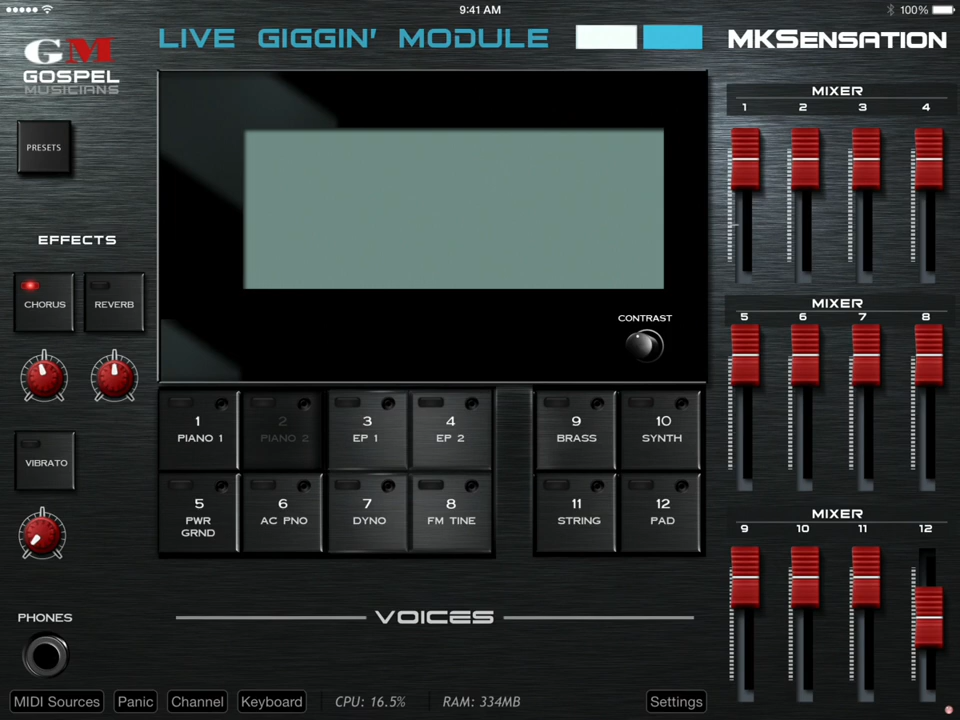 9:41 AM
100%
GM
GOSPEL
MUSICIANS
LIVE GIGGIN' MODULE
MKSENSATION
PRESETS
EFFECTS
CHORUS
REVERB
VIBRATO
PHONES
CONTRAST
1
PIANO 1
2
PIANO 2
3
EP 1
4
EP 2
9
BRASS
10
SYNTH
5
PWR
GRND
6
AC PNO
7
DYNO
8
FM TINE
11
STRING
12
PAD
VOICES
MIXER
1 2 3 4
MIXER
5 6 7 8
MIXER
9 10 11 12
MIDI Sources
Panic
Channel
Keyboard
CPU: 16.5%
RAM: 334MB
Settings